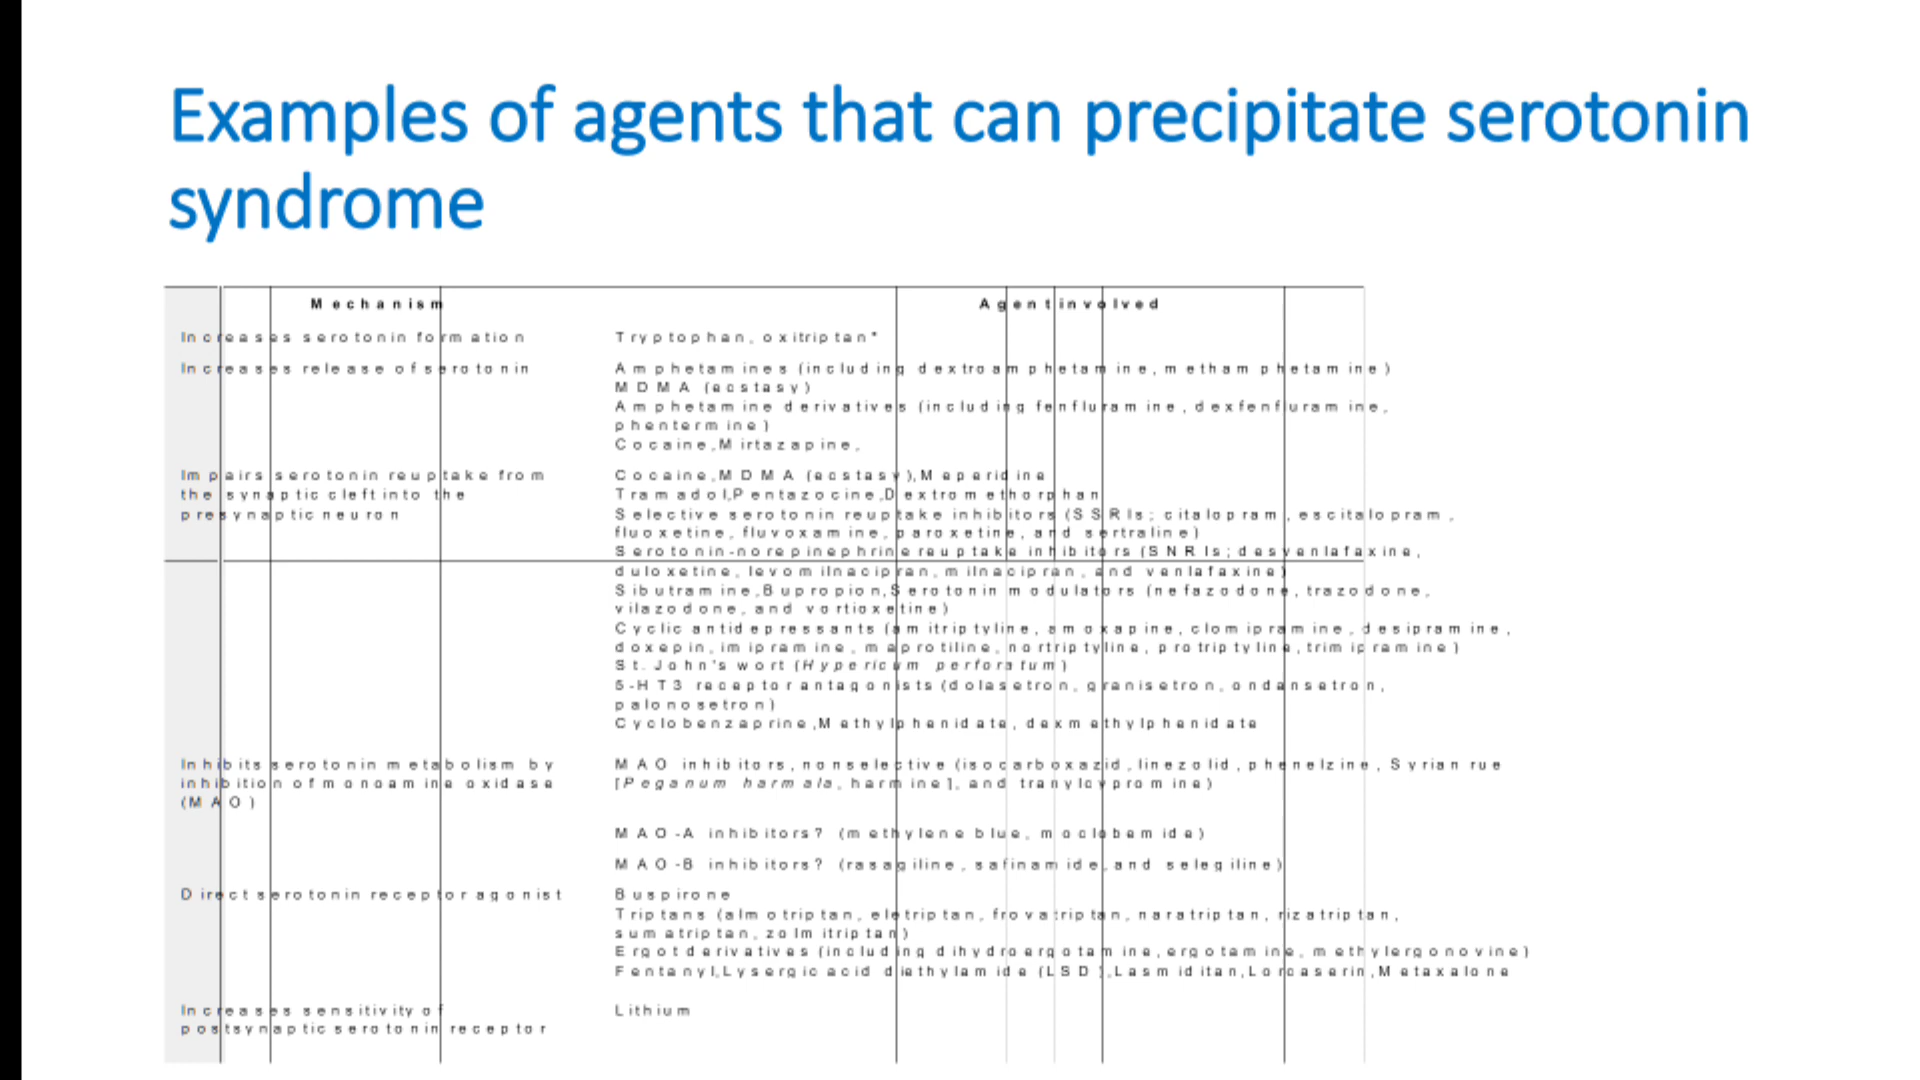 Examples of agents that can precipitate serotonin
syndrome
Mechanism Agent involved
Increases serotonin formation Tryptophan, oxitriptan*
Increases release of serotonin Amphetamines (including dextroamphetamine, methamphetamine)
MDMA (ecstasy)
Amphetamine derivatives (including fenfluramine, dexfenfluramine,
phentermine)
Cocaine,Mirtazapine,
Impairs serotonin reuptake from Cocaine,MDMA (ecstasy),Meperidine
the synaptic cleft into the Tramadol,Pentazocine,Dextromethorphan
presynaptic neuron Selective serotonin reuptake inhibitors (SSRIs; citalopram, escitalopram,
fluoxetine, fluvoxamine, paroxetine, and sertraline)
Serotonin-norepinephrine reuptake inhibitors (SNRIs; desvenlafaxine,
duloxetine, levomilnacipran, milnacipran, and venlafaxine)
Sibutramine,Bupropion,Serotonin modulators (nefazodone, trazodone,
vilazodone, and vortioxetine)
Cyclic antidepressants (amitriptyline, amoxapine, clomipramine, desipramine,
doxepin, imipramine, maprotiline, nortriptyline, protriptyline, trimipramine)
St. John's wort (Hypericum perforatum)
5-HT3 receptor antagonists (dolasetron, granisetron, ondansetron,
palonosetron)
Cyclobenzaprine,Methylphenidate, dexmethylphenidate
Inhibits serotonin metabolism by MAO inhibitors, nonselective (isocarboxazid, linezolid, phenelzine, Syrian rue
inhibition of monoamine oxidase [Peganum harmala, harmine], and tranylcypromine)
(MAO)
MAO-A inhibitors? (methylene blue, moclobemide)
MAO-B inhibitors? (rasagiline, safinamide, and selegiline)
Direct serotonin receptor agonist Buspirone
Triptans (almotriptan, eletriptan, frovatriptan, naratriptan, rizatriptan,
sumatriptan, zolmitriptan)
Ergot derivatives (including dihydroergotamine, ergotamine, methylergonovine)
Fentanyl,Lysergic acid diethylamide (LSD),Lasmiditan,Lorcaserin,Metaxalone
Increases sensitivity of Lithium
postsynaptic serotonin receptor